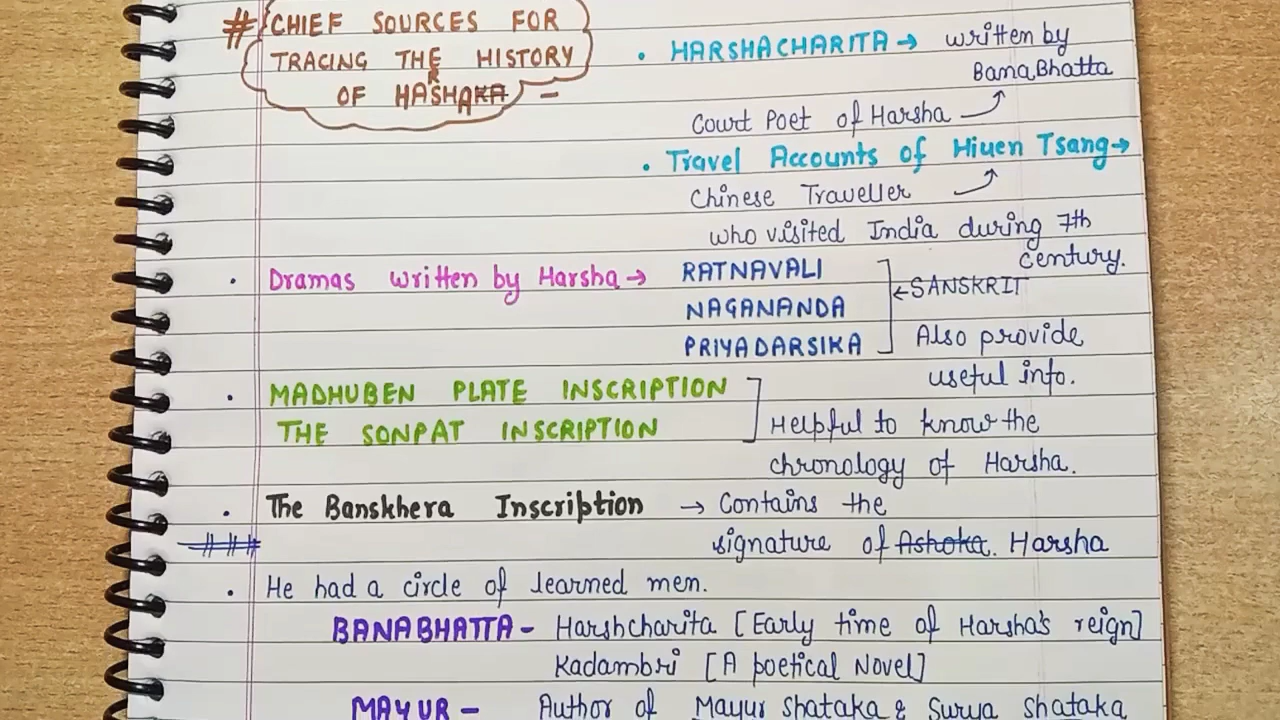 # CHIEF SOURCES FOR
TRACING THE HISTORY
OF HARSHA -
• HARSHACHARITA → written by
BanaBhatta
Court Poet of Harsha
• Travel Accounts of Hiuen Tsang →
Chinese Traveller
who visited India during 7th
century.
• Dramas written by Harsha → RATNAVALI
NAGANANDA ← SANSKRIT
PRIYADARSIKA Also provide
useful info.
• MADHUBEN PLATE INSCRIPTION
THE SONPAT INSCRIPTION
Helpful to know the
chronology of Harsha.
• The Banskhera Inscription → Contains the
signature of Ashoka. Harsha
• He had a circle of learned men.
BANABHATTA - Harshcharita [Early time of Harsha's reign]
Kadambri [A poetical Novel]
MAYUR - Author of Mayur Shataka & Surya Shataka